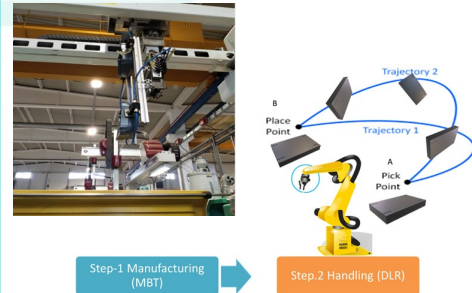 Trajectory 2
B
Place
Point
Trajectory 1
A
Pick
Point
Step-1 Manufacturing
(MBT)
Step.2 Handling (DLR)